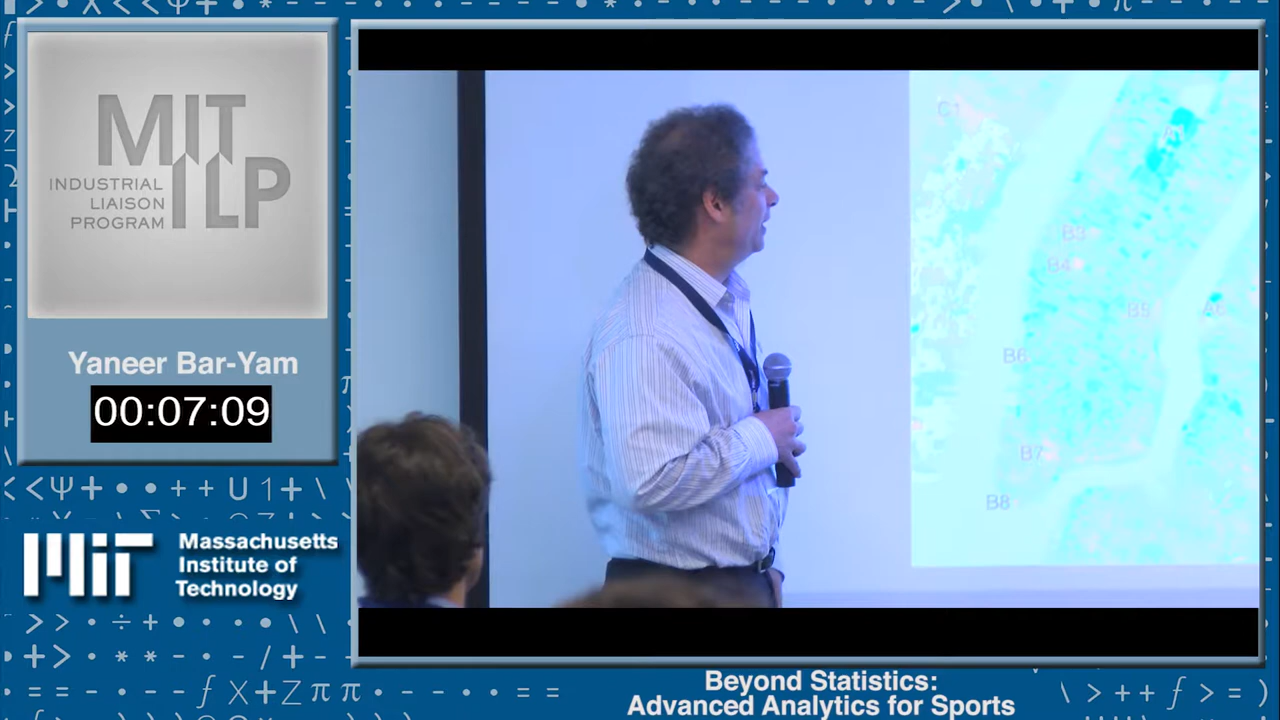 MIT
ILP
INDUSTRIAL
LIAISON
PROGRAM
Yaneer Bar-Yam
00:07:09
MIT
Massachusetts
Institute of
Technology
C1
A1
B3
B4
B5
B6
B7
B8
Beyond Statistics:
Advanced Analytics for Sports